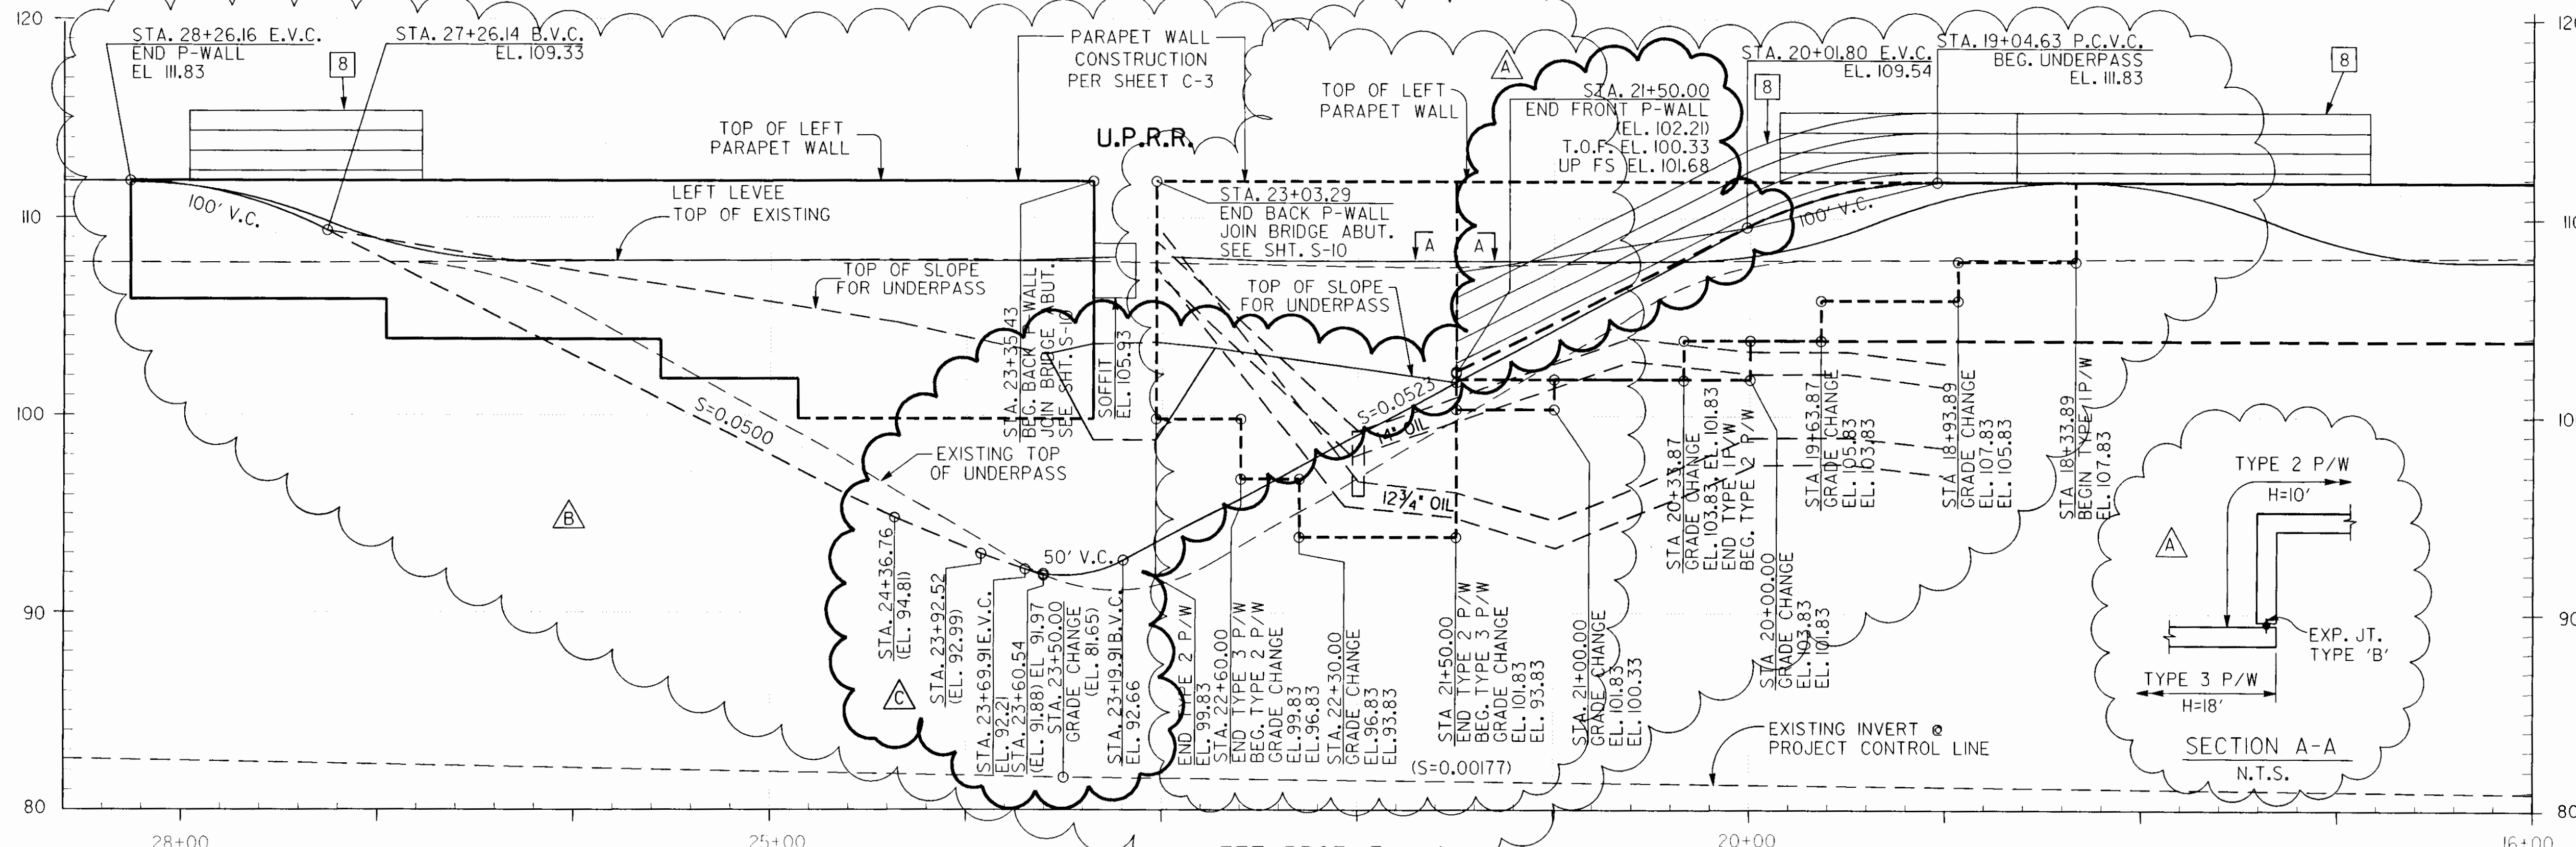 120
120
STA. 28+26.16 E.V.C.
END P-WALL
EL 111.83
STA. 27+26.14 B.V.C.
EL. 109.33
8
PARAPET WALL
CONSTRUCTION
PER SHEET C-3
TOP OF LEFT
PARAPET WALL
U.P.R.R.
TOP OF LEFT
PARAPET WALL
A
STA. 21+50.00
END FRONT P-WALL
(EL. 102.21)
T.O.F. EL. 100.33
UP FS EL. 101.68
STA. 20+01.80 E.V.C.
EL. 109.54
8
STA. 19+04.63 P.C.V.C.
BEG. UNDERPASS
EL. 111.83
8
100' V.C.
LEFT LEVEE
TOP OF EXISTING
STA. 23+03.29
END BACK P-WALL
JOIN BRIDGE ABUT.
SEE SHT. S-10
A
A
100' V.C.
110
110
TOP OF SLOPE
FOR UNDERPASS
TOP OF SLOPE
FOR UNDERPASS
STA. 23+35.43
BEG. BACK P-WALL
JOIN BRIDGE ABUT.
SEE SHT. S-10
SOFFIT
EL. 105.93
S=0.0500
S=0.0523
14" OIL
12¾" OIL
EXISTING TOP
OF UNDERPASS
100
B
50' V.C.
STA. 24+36.76
(EL. 94.81)
C
STA. 23+92.52
(EL. 92.99)
STA. 23+69.91 E.V.C.
EL. 92.21
STA. 23+60.54
(EL. 91.88) EL 91.97
STA. 23+50.00
GRADE CHANGE
(EL. 81.65)
STA. 23+19.91 B.V.C.
EL. 92.66
END TYPE 2 P/W
EL. 99.83
STA. 22+60.00
END TYPE 3 P/W
BEG. TYPE 2 P/W
GRADE CHANGE
EL. 99.83
EL. 96.83
STA. 22+30.00
GRADE CHANGE
EL. 96.83
EL. 93.83
STA 21+50.00
END TYPE 2 P/W
BEG. TYPE 3 P/W
GRADE CHANGE
EL. 101.83
EL. 93.83
STA. 21+00.00
GRADE CHANGE
EL. 101.83
EL. 100.33
STA 20+33.87
GRADE CHANGE
EL. 103.83, EL. 101.83
END TYPE 1P/W
BEG. TYPE 2 P/W
STA 20+00.00
GRADE CHANGE
EL. 103.83
EL. 101.83
STA 19+63.87
GRADE CHANGE
EL. 105.83
EL. 103.83
STA 18+93.89
GRADE CHANGE
EL. 107.83
EL. 105.83
STA. 18+33.89
BEGIN TYPE 1P/W
EL. 107.83
90
90
(S=0.00177)
EXISTING INVERT @
PROJECT CONTROL LINE
TYPE 2 P/W
H=10'
A
EXP. JT.
TYPE 'B'
TYPE 3 P/W
H=18'
SECTION A-A
N.T.S.
80
80
28+00
25+00
20+00
16+00